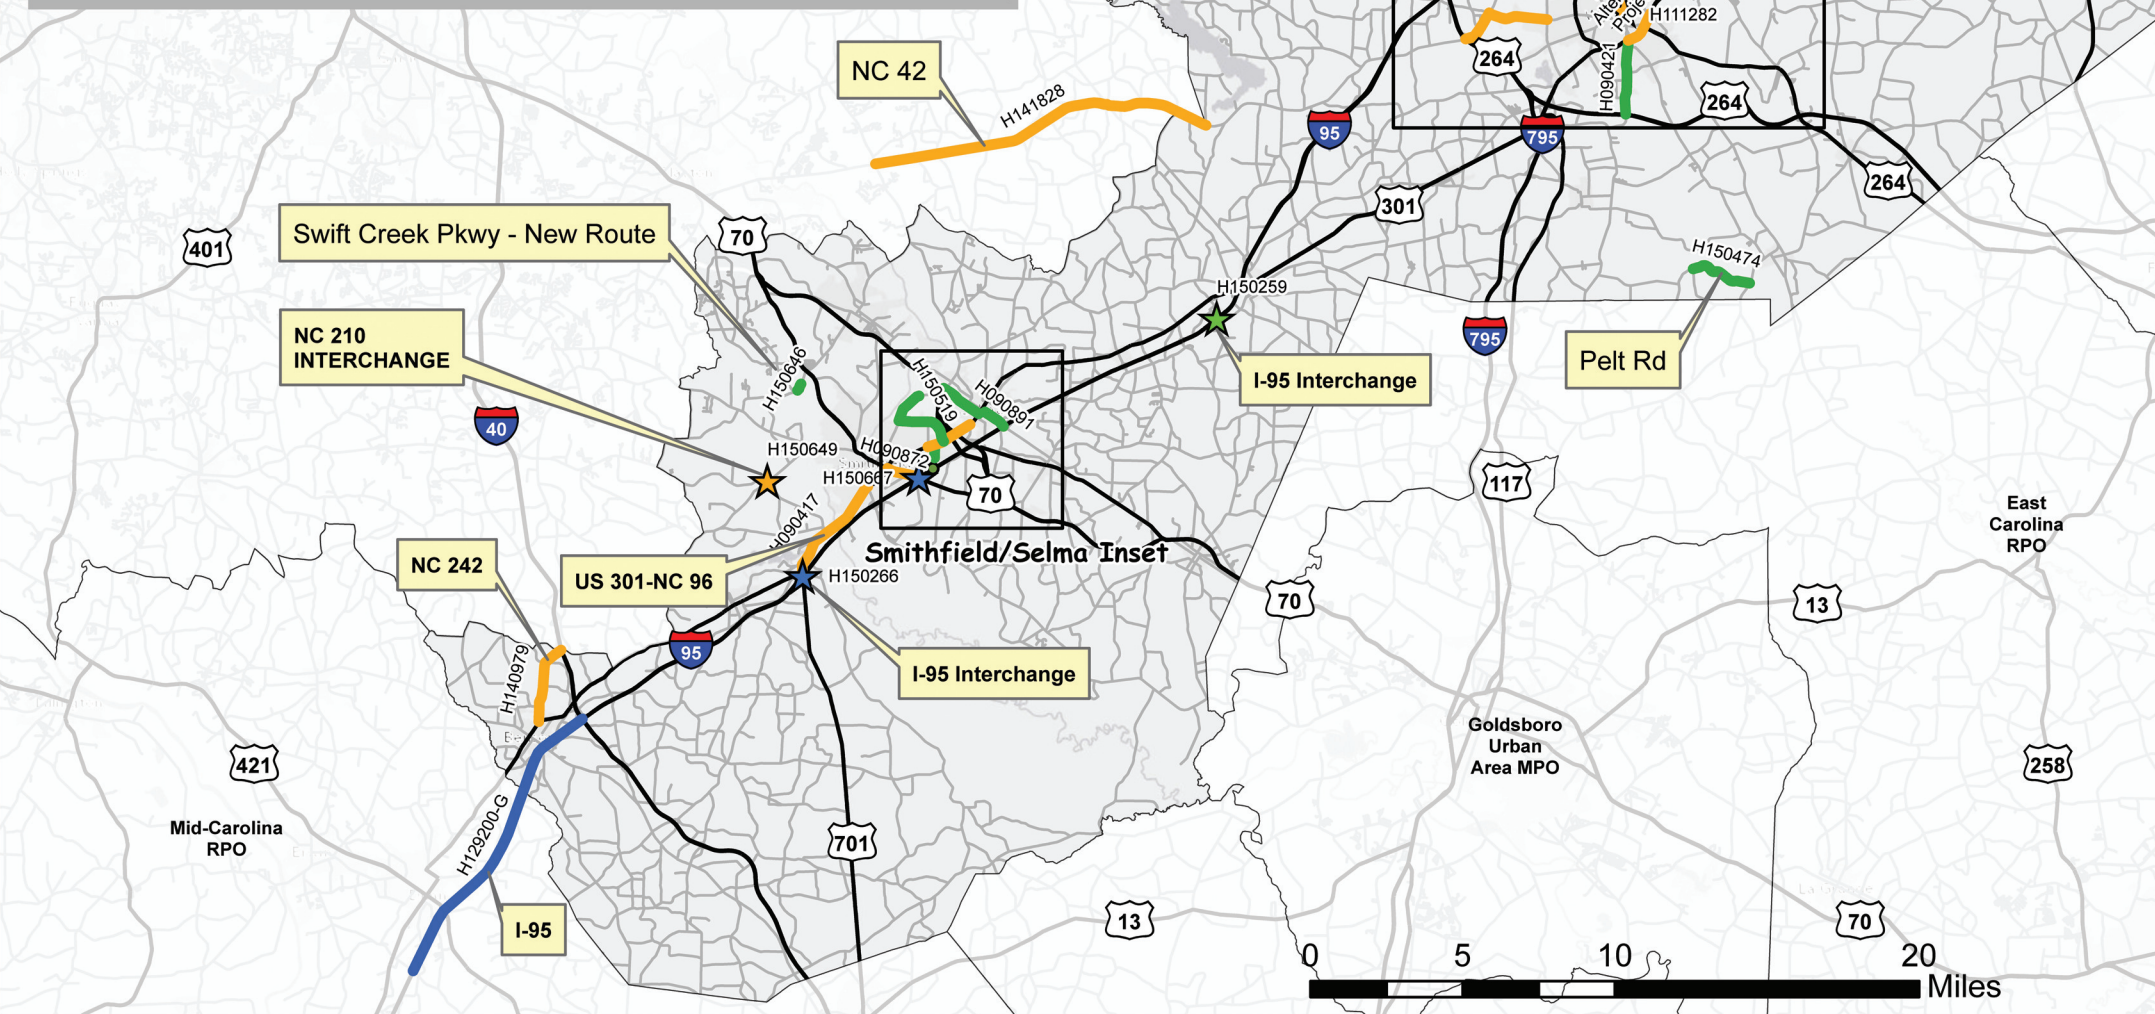 H111282
264
H090421
264
NC 42
H141828
95
795
264
301
Swift Creek Pkwy - New Route
70
401
H150474
H150259
NC 210
INTERCHANGE
795
Pelt Rd
I-95 Interchange
H150646
H150519
H090891
40
H150649
H090872
H150667
70
117
East
Carolina
RPO
H090417
Smithfield/Selma Inset
NC 242
US 301-NC 96
H150266
70
13
95
H140979
I-95 Interchange
Goldsboro
Urban
Area MPO
421
258
Mid-Carolina
RPO
H129200-G
701
I-95
13
70
0 5 10 20
Miles